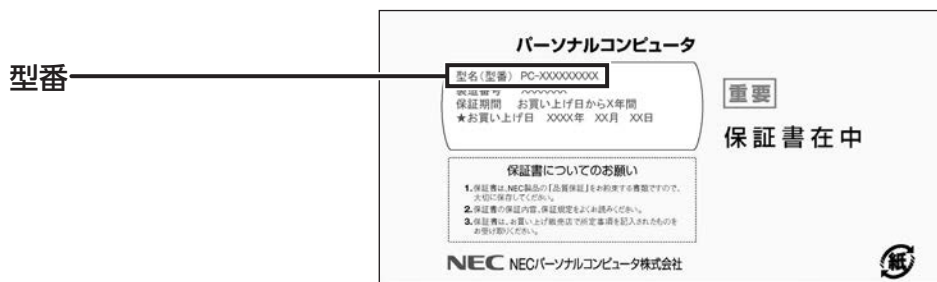 型番
パーソナルコンピュータ
型名(型番) PC-XXXXXXXXX
製造番号 XXXXXXX
保証期間 お買い上げ日からX年間
★お買い上げ日 XXXX年 XX月 XX日
重要
保証書在中
保証書についてのお願い
1.保証書は、NEC製品の「品質保証」をお約束する書類ですので、
大切に保存してください。
2.保証書の保証内容、保証規定をよくお読みください。
3.保証書は、お買い上げ販売店で所定事項を記入されたものを
お受け取りください。
NEC NECパーソナルコンピュータ株式会社
紙